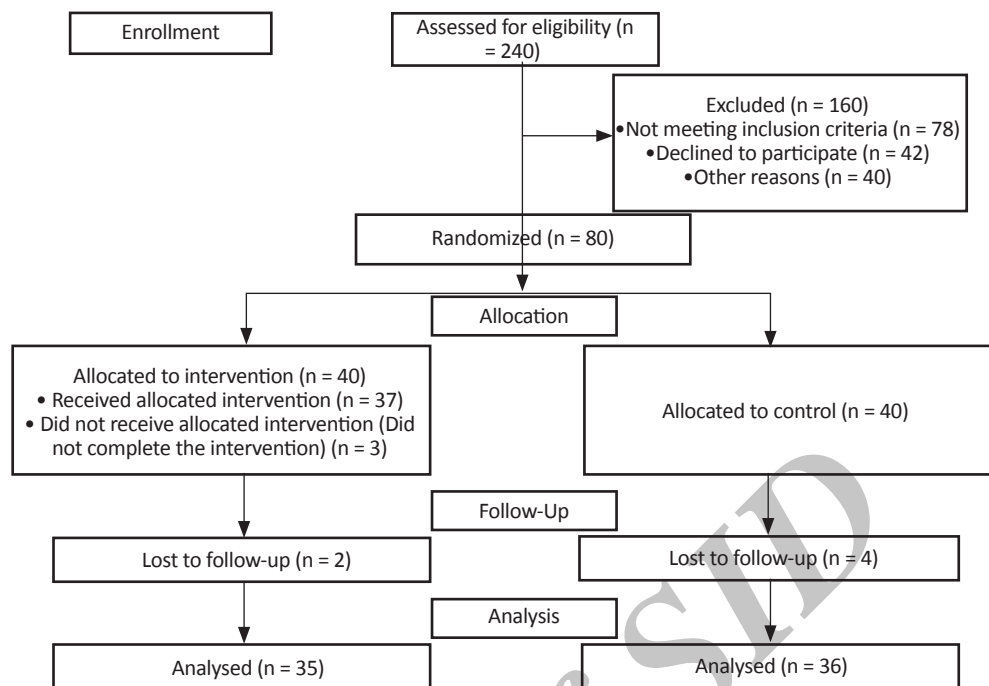 Enrollment
Assessed for eligibility (n
= 240)
Excluded (n = 160)
•Not meeting inclusion criteria (n = 78)
•Declined to participate (n = 42)
•Other reasons (n = 40)
Randomized (n = 80)
Allocation
Allocated to intervention (n = 40)
• Received allocated intervention (n = 37)
• Did not receive allocated intervention (Did
not complete the intervention) (n = 3)
Allocated to control (n = 40)
Follow-Up
Lost to follow-up (n = 2)
Lost to follow-up (n = 4)
Analysis
Analysed (n = 35)
Analysed (n = 36)
SID